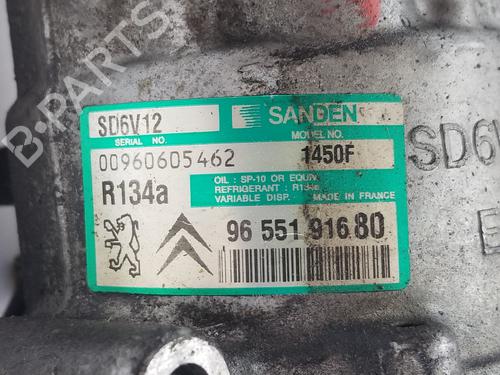 B-PARTS
SD6V12
SANDEN
SERIAL NO.
MODEL NO.
00960605462
1450F
R134a
OIL : SP-10 OR EQUIV.
REFRIGERANT : R134a
VARIABLE DISP. MADE IN FRANCE
96 551 916 80
SD6V
E